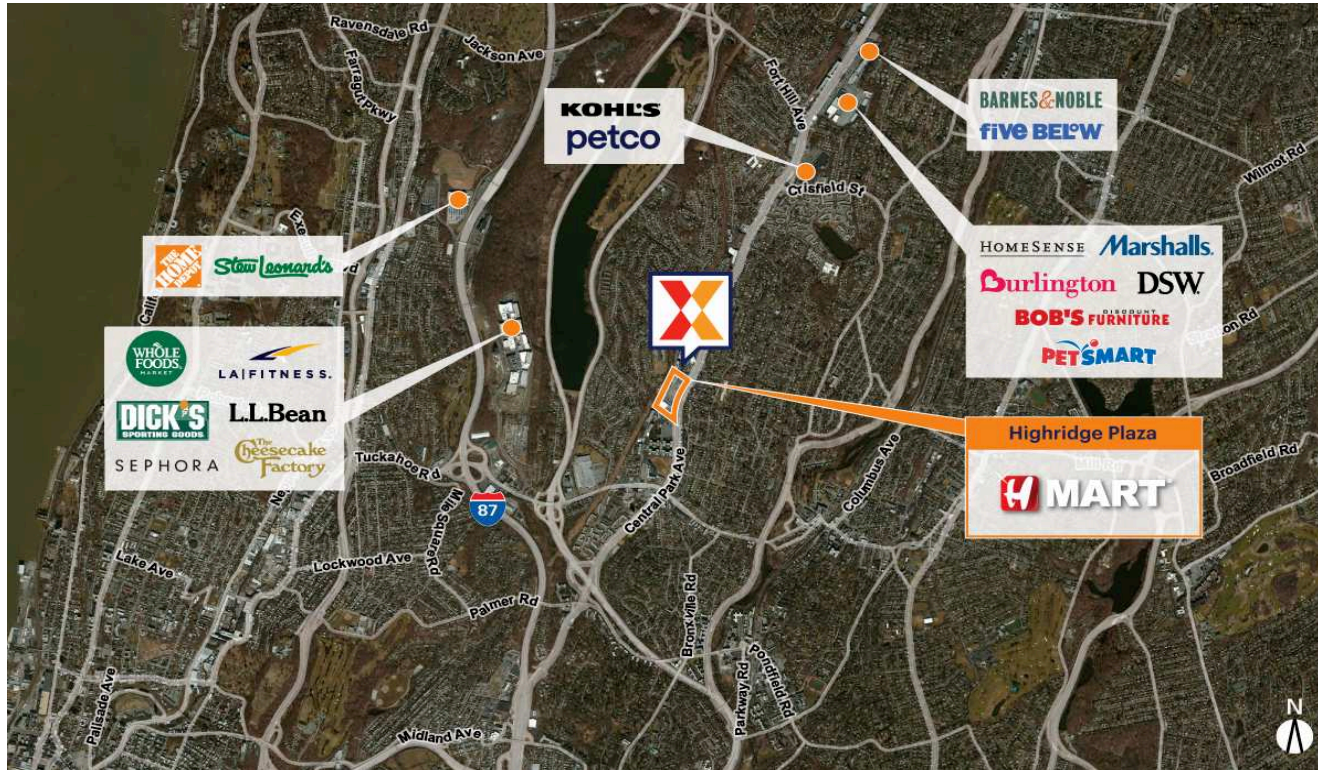 Ravensdale Rd
Jackson Ave
Farragut Pkwy
Fort Hill Ave
KOHL'S
petco
BARNES&NOBLE
five BELOW
Wilmot Rd
Crisfield St
THE HOME DEPOT
Stew Leonard's
HOMESENSE
Marshalls.
Burlington
DSW
BOB'S DISCOUNT FURNITURE
PETSMART
WHOLE FOODS MARKET
LA|FITNESS.
DICK'S SPORTING GOODS
L.L.Bean
SEPHORA
The Cheesecake Factory
X
Highridge Plaza
H MART
Tuckahoe Rd
Mile Square Rd
87
Central Park Ave
Columbus Ave
Mill Rd
Broadfield Rd
Lake Ave
Lockwood Ave
Palmer Rd
Bronxville Rd
Pondfield Rd
Parkway Rd
Palisade Ave
Midland Ave
N